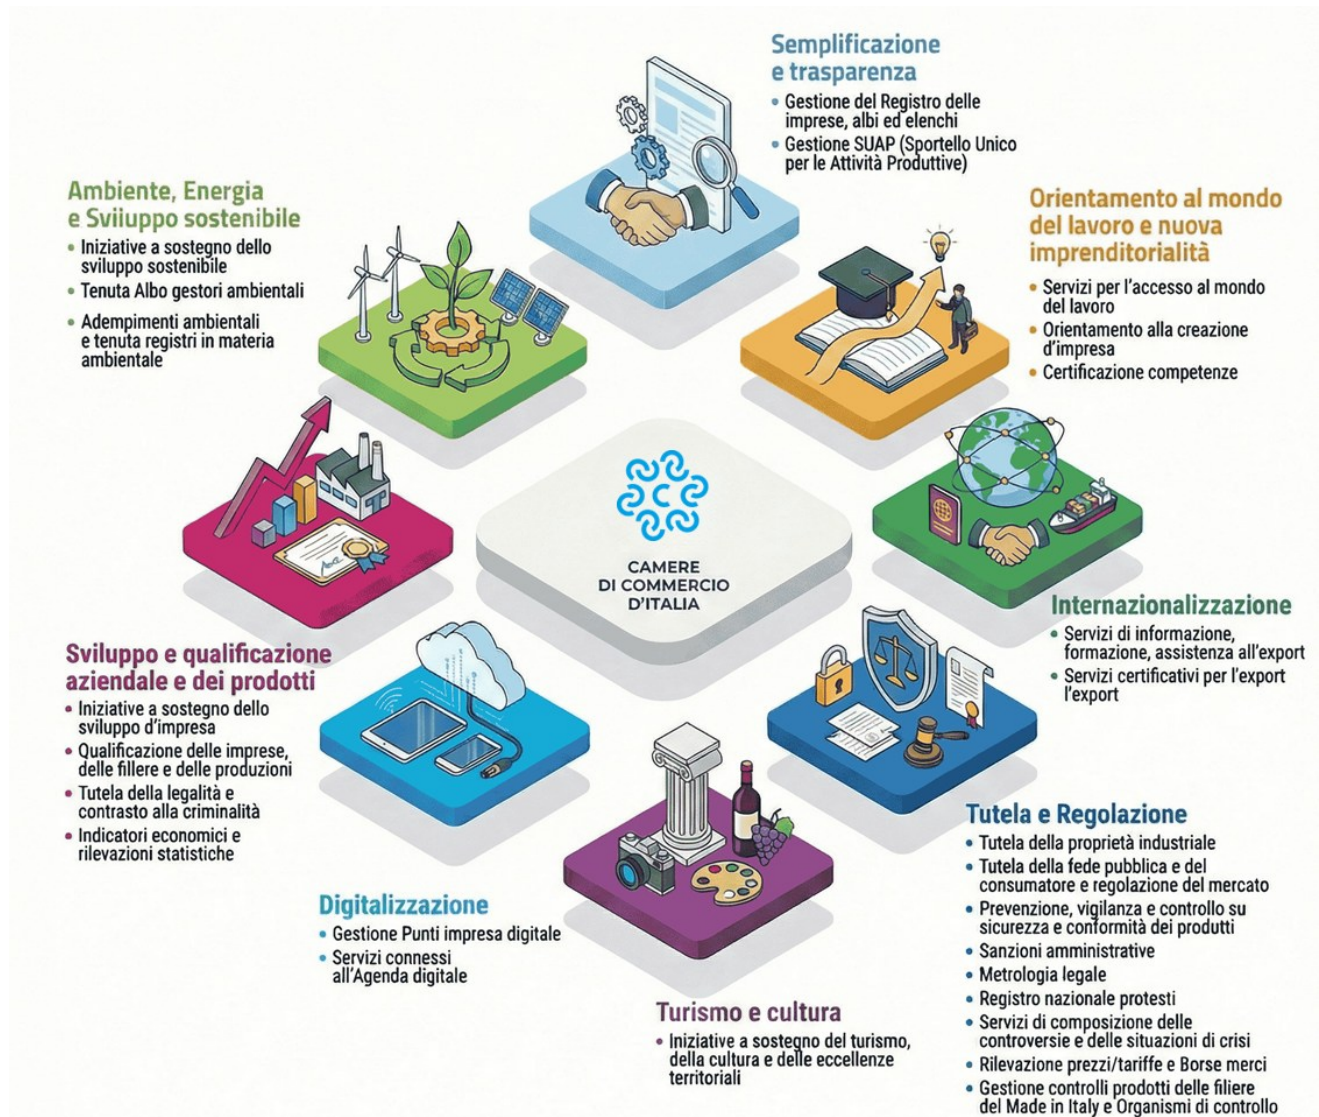 Semplificazione
e trasparenza
• Gestione del Registro delle
imprese, albi ed elenchi
• Gestione SUAP (Sportello Unico
per le Attività Produttive)
Ambiente, Energia
e Sviiuppo sostenibile
• Iniziative a sostegno dello
sviluppo sostenibile
• Tenuta Albo gestori ambientali
• Adempimenti ambientali
e tenuta registri in materia
ambientale
Orientamento al mondo
del lavoro e nuova
imprenditorialità
• Servizi per l'accesso al mondo
del lavoro
• Orientamento alla creazione
d'impresa
• Certificazione competenze
C
CAMERE
DI COMMERCIO
D'ITALIA
Internazionalizzazione
• Servizi di informazione,
formazione, assistenza all'export
• Servizi certificativi per l'export
l'export
Sviluppo e qualificazione
aziendale e dei prodotti
• Iniziative a sostegno dello
sviluppo d'impresa
• Qualificazione delle imprese,
delle fillere e delle produzioni
• Tutela della legalità e
contrasto alla criminalità
• Indicatori economici e
rilevazioni statistiche
Digitalizzazione
• Gestione Punti impresa digitale
• Servizi connessi
all'Agenda digitale
Turismo e cultura
• Iniziative a sostegno del turismo,
della cultura e delle eccellenze
territoriali
Tutela e Regolazione
• Tutela della proprietà industriale
• Tutela della fede pubblica e del
consumatore e regolazione del mercato
• Prevenzione, vigilanza e controllo su
sicurezza e conformità dei produtti
• Sanzioni amministrative
• Metrologia legale
• Registro nazionale protesti
• Servizi di composizione delle
controversie e delle situazioni di crisi
• Rilevazione prezzi/tariffe e Borse merci
• Gestione controlli prodotti delle filiere
del Made in Italy e Organismi di controllo